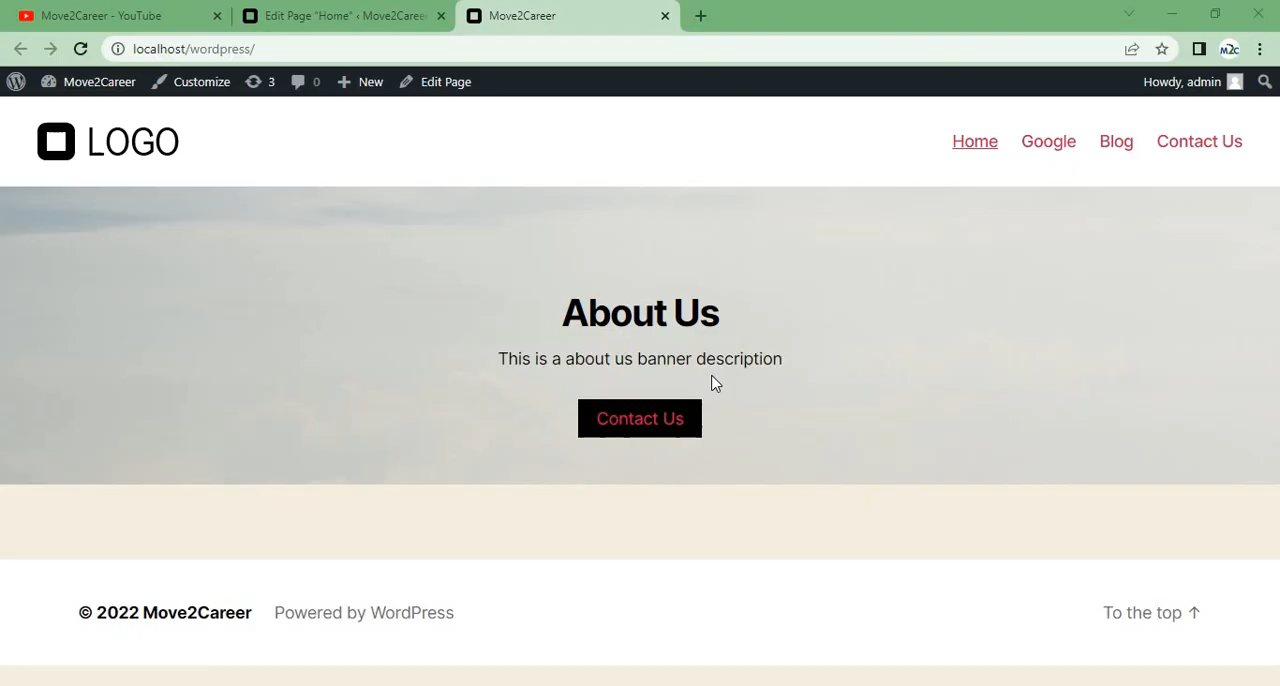 Move2Career - YouTube
Edit Page "Home" ‹ Move2Career
Move2Career
localhost/wordpress/
M2C
Move2Career Customize 3 0 New Edit Page Howdy, admin
LOGO
Home Google Blog Contact Us
About Us
This is a about us banner description
Contact Us
© 2022 Move2Career Powered by WordPress To the top ↑